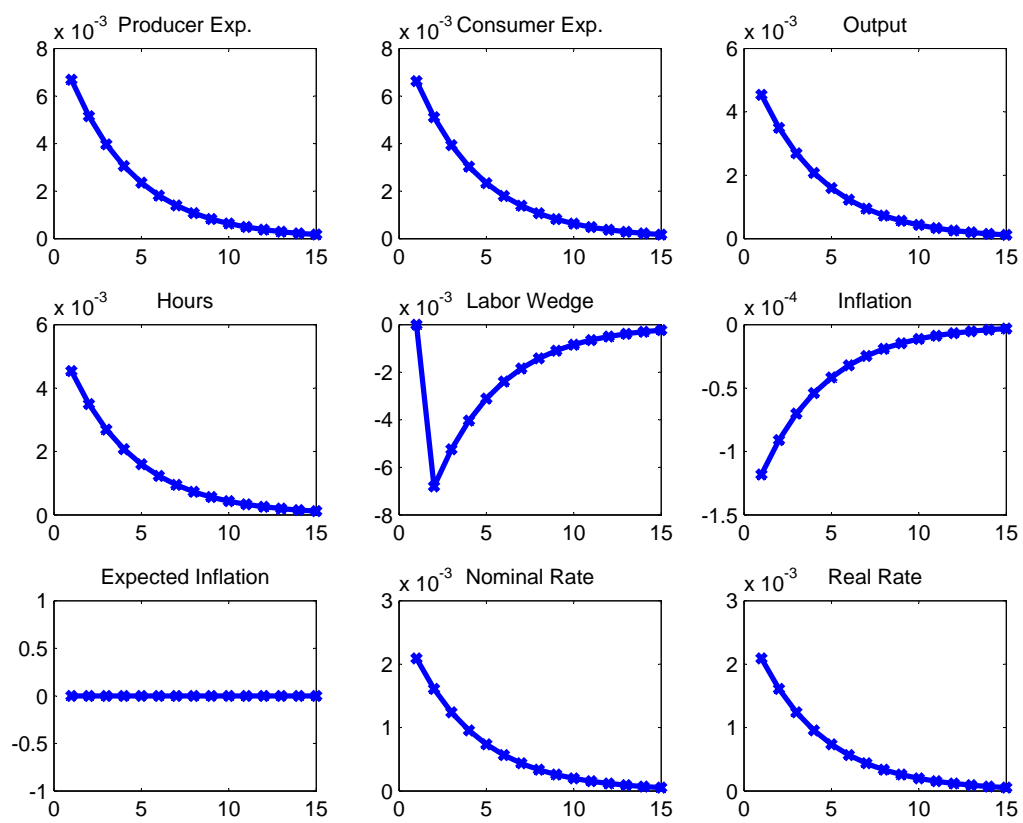 x 10-3 Producer Exp.
8
6
4
2
0
0 5 10 15
x 10-3 Consumer Exp.
8
6
4
2
0
0 5 10 15
x 10-3 Output
6
4
2
0
0 5 10 15
x 10-3 Hours
6
4
2
0
0 5 10 15
x 10-3 Labor Wedge
0
-2
-4
-6
-8
0 5 10 15
x 10-4 Inflation
0
-0.5
-1
-1.5
0 5 10 15
Expected Inflation
1
0.5
0
-0.5
-1
0 5 10 15
x 10-3 Nominal Rate
3
2
1
0
0 5 10 15
x 10-3 Real Rate
3
2
1
0
0 5 10 15